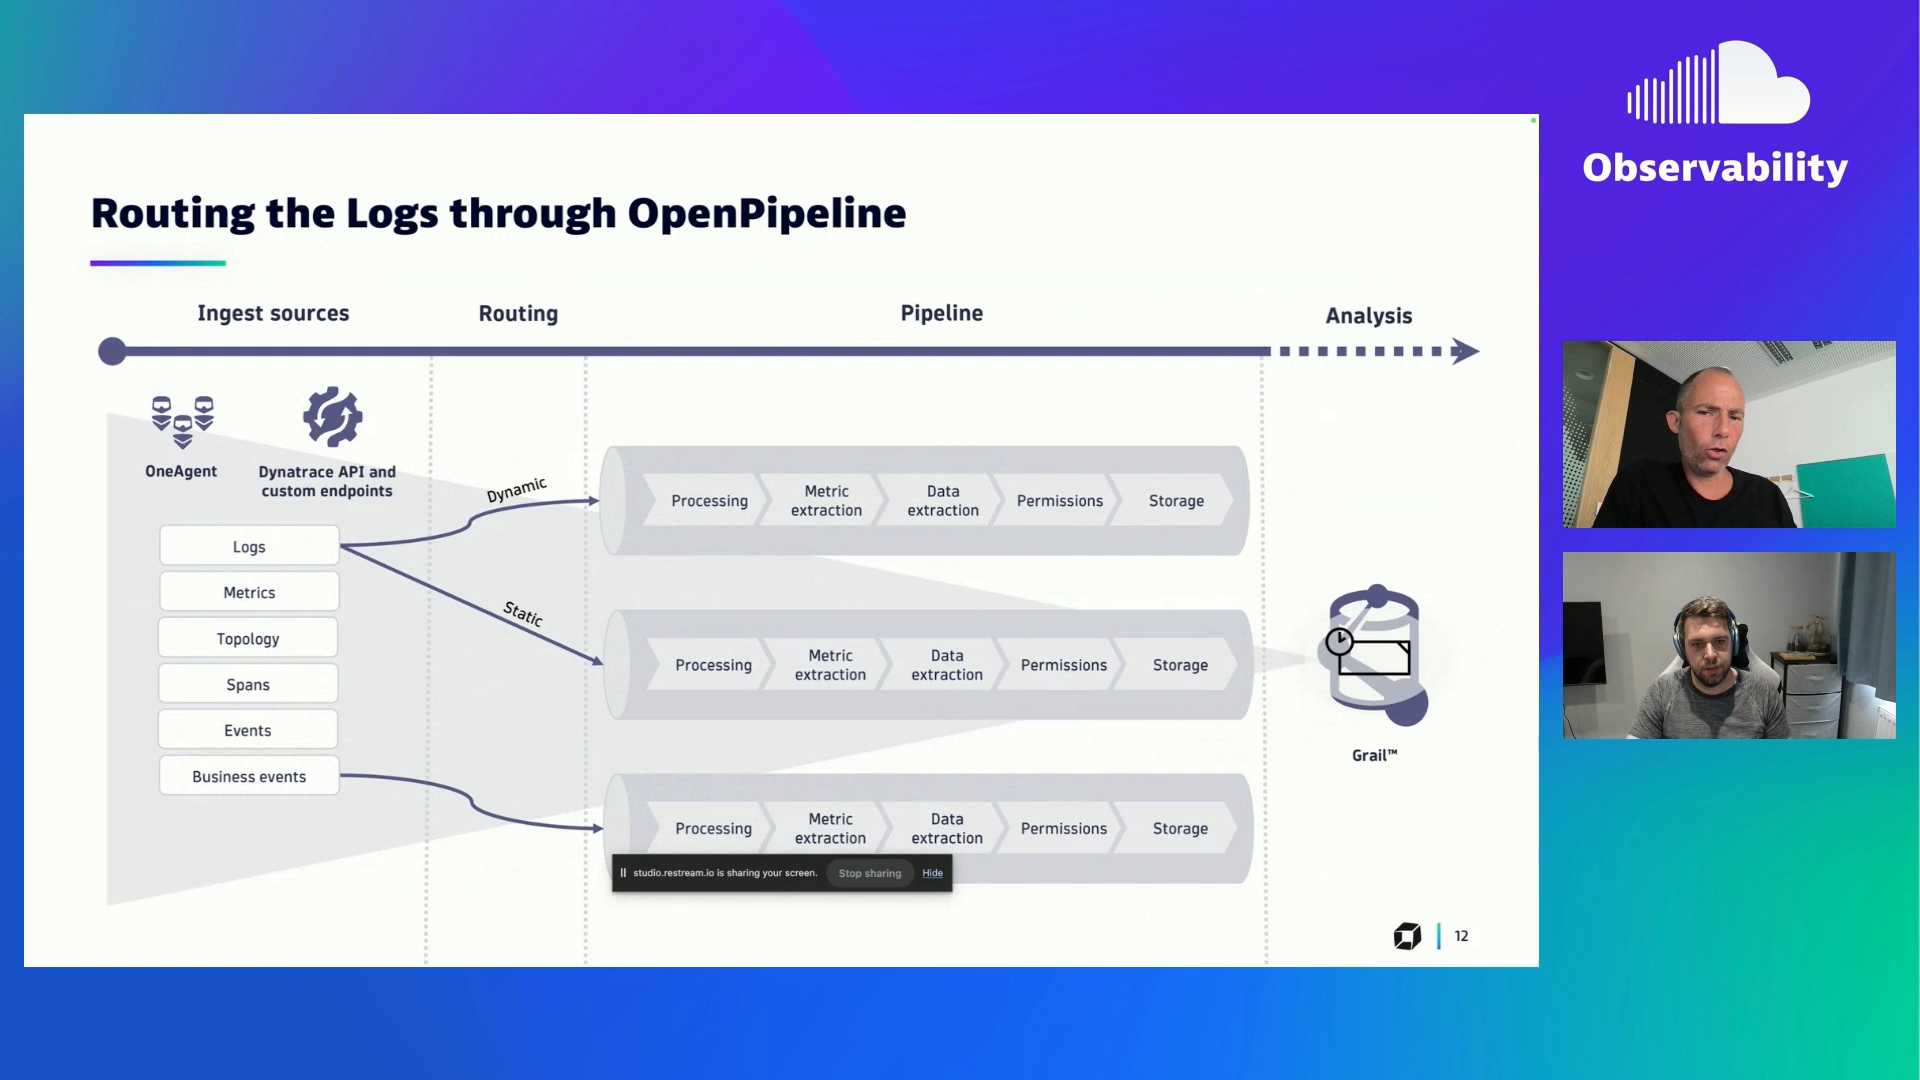 Observability
Routing the Logs through OpenPipeline
Ingest sources
Routing
Pipeline
Analysis
OneAgent
Dynatrace API and
custom endpoints
Logs
Metrics
Topology
Spans
Events
Business events
Dynamic
Static
Processing
Metric
extraction
Data
extraction
Permissions
Storage
Processing
Metric
extraction
Data
extraction
Permissions
Storage
Processing
Metric
extraction
Data
extraction
Permissions
Storage
Grail™
studio.restream.io is sharing your screen. Stop sharing Hide
12